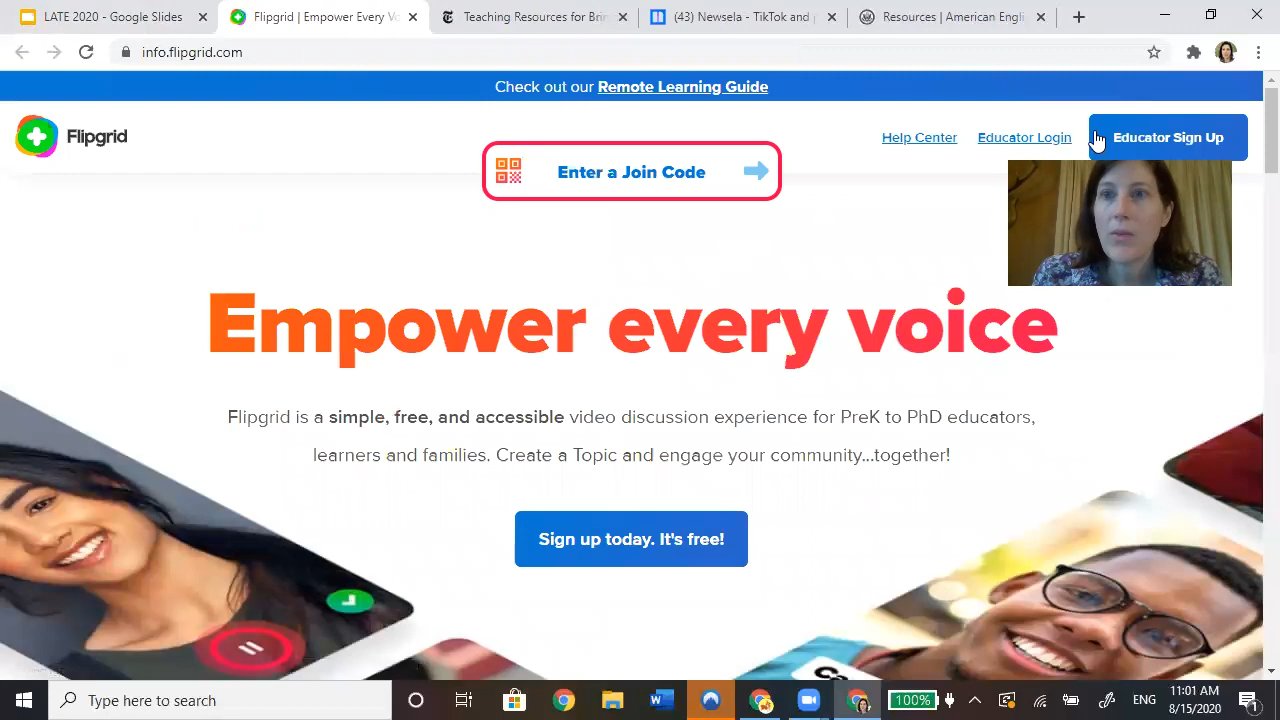 LATE 2020 - Google Slides
Flipgrid | Empower Every Vo
Teaching Resources for Brin
(43) Newsela - TikTok and p
Resources | American Engli
info.flipgrid.com
Check out our Remote Learning Guide
Flipgrid
Enter a Join Code
Help Center
Educator Login
Educator Sign Up
Empower every voice
Flipgrid is a simple, free, and accessible video discussion experience for PreK to PhD educators,
learners and families. Create a Topic and engage your community...together!
Sign up today. It's free!
Type here to search
100%
ENG
11:01 AM
8/15/2020
1